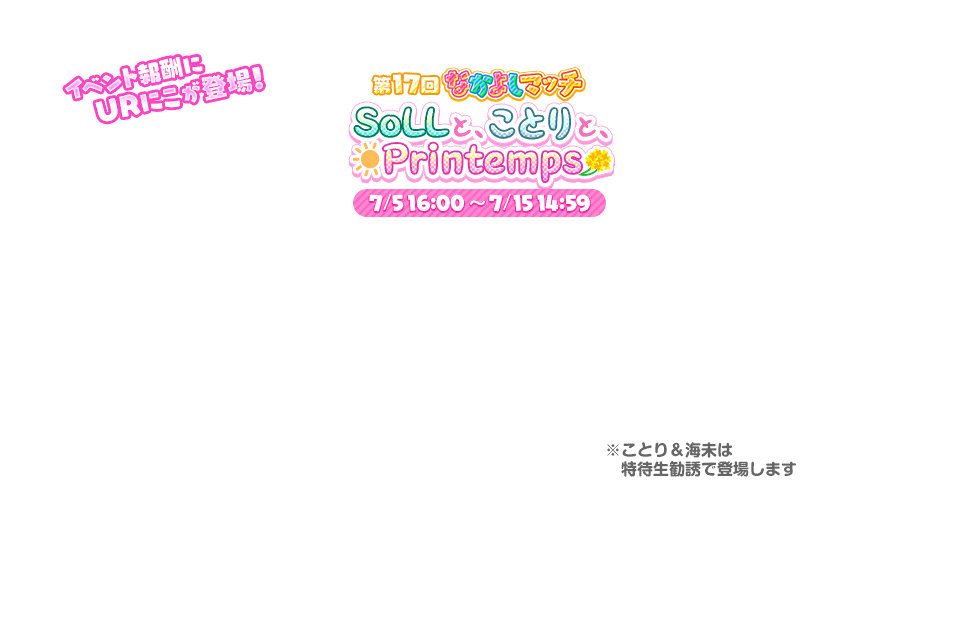 イベント報酬に
URにこが登場!
第17回 なかよしマッチ
SoLLと、ことりと、
Printemps
7/5 16:00 ～ 7/15 14:59
※ことり＆海未は
特待生勧誘で登場します